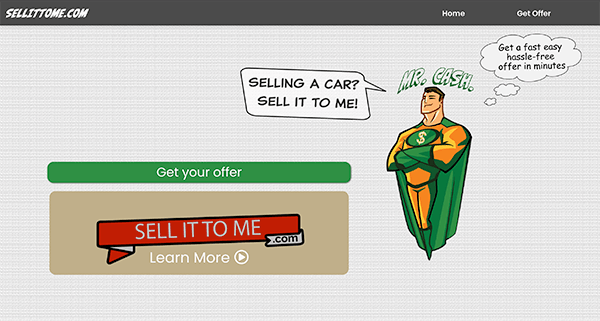 SELLITTOME.COM
Home
Get Offer
Get a fast easy
hassle-free
offer in minutes
MR. CASH.
SELLING A CAR?
SELL IT TO ME!
$
Get your offer
SELL IT TO ME
.com
Learn More